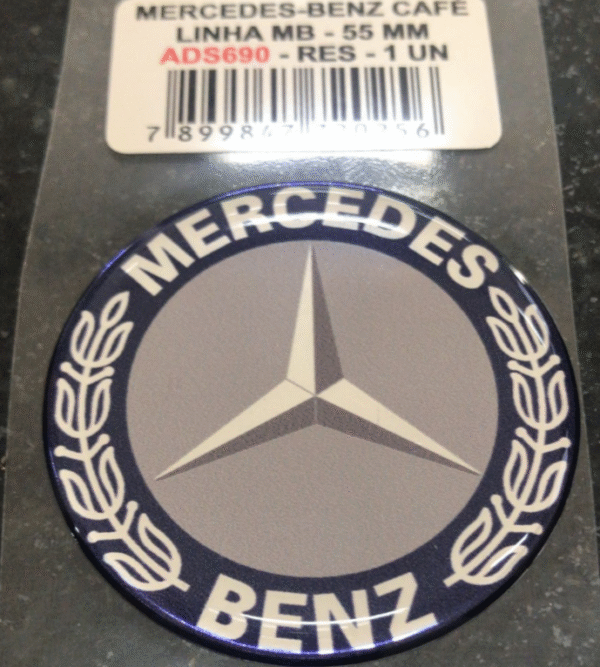 MERCEDES-BENZ CAFÉ
LINHA MB - 55 MM
ADS690 - RES - 1 UN
MERCEDES
BENZ